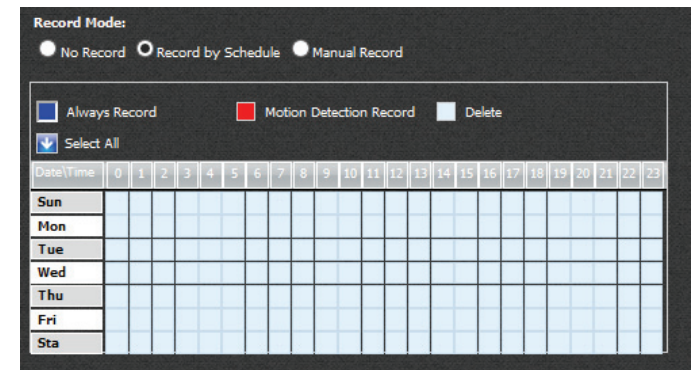 Record Mode:
No Record Record by Schedule Manual Record
Always Record Motion Detection Record Delete
Select All
Date\Time 0 1 2 3 4 5 6 7 8 9 10 11 12 13 14 15 16 17 18 19 20 21 22 23
Sun
Mon
Tue
Wed
Thu
Fri
Sta